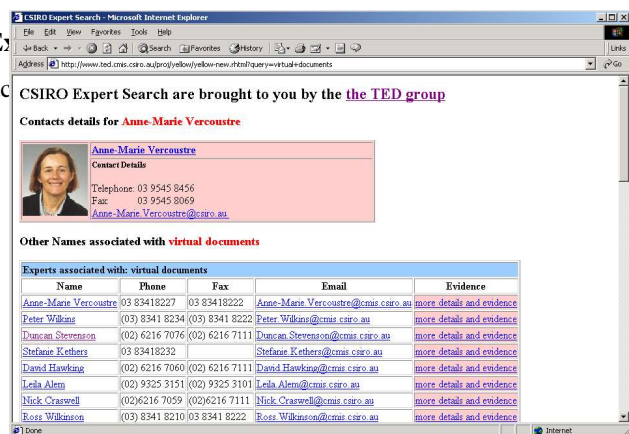 CSIRO Expert Search - Microsoft Internet Explorer
File Edit View Favorites Tools Help
Back Search Favorites History
Links
Address http://www.ted.cmis.csiro.au/proj/yellow/yellow-new.rhtml?query=virtual+documents Go
CSIRO Expert Search are brought to you by the the TED group
Contacts details for Anne-Marie Vercoustre
Anne-Marie Vercoustre
Contact Details
Telephone: 03 9545 8456
Fax: 03 9545 8069
Anne-Marie.Vercoustre@csiro.au
Other Names associated with virtual documents
Experts associated with: virtual documents
Name Phone Fax Email Evidence
Anne-Marie Vercoustre 03 83418227 03 83418222 Anne-Marie.Vercoustre@cmis.csiro.au more details and evidence
Peter Wilkins (03) 8341 8234 (03) 8341 8222 Peter.Wilkins@cmis.csiro.au more details and evidence
Duncan Stevenson (02) 6216 7076 (02) 6216 7111 Duncan.Stevenson@cmis.csiro.au more details and evidence
Stefanie Kethers 03 83418232 Stefanie.Kethers@cmis.csiro.au more details and evidence
David Hawking (02) 6216 7060 (02) 6216 7111 David.Hawking@cmis.csiro.au more details and evidence
Leila Alem (02) 9325 3151 (02) 9325 3101 Leila.Alem@cmis.csiro.au more details and evidence
Nick Craswell (02)6216 7059 (02)6216 7111 Nick.Craswell@cmis.csiro.au more details and evidence
Ross Wilkinson (03) 8341 8210 03 8341 8222 Ross.Wilkinson@cmis.csiro.au more details and evidence
Done Internet